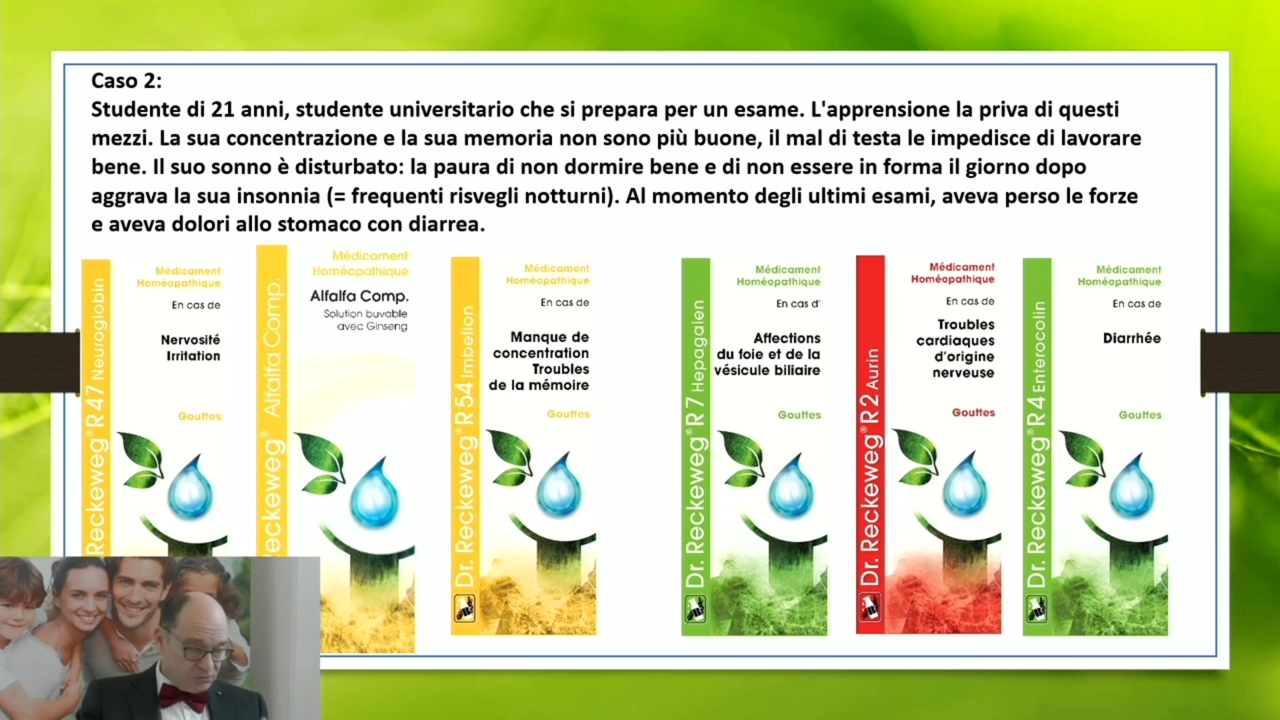 Caso 2:
Studente di 21 anni, studente universitario che si prepara per un esame. L'apprensione la priva di questi
mezzi. La sua concentrazione e la sua memoria non sono più buone, il mal di testa le impedisce di lavorare
bene. Il suo sonno è disturbato: la paura di non dormire bene e di non essere in forma il giorno dopo
aggrava la sua insonnia (= frequenti risvegli notturni). Al momento degli ultimi esami, aveva perso le forze
e aveva dolori allo stomaco con diarrea.
Reckeweg® R 47 Neuroglobin
Médicament
Homéopathique
En cas de
Nervosité
Irritation
Gouttes
eckeweg® Alfalfa Comp.
Médicament
Homéopathique
Alfalfa Comp.
Solution buvable
avec Ginseng
Dr. Reckeweg® R 54 Imbelion
Médicament
Homéopathique
En cas de
Manque de
concentration
Troubles
de la mémoire
Gouttes
Dr. Reckeweg® R 7 Hepagalen
Médicament
Homéopathique
En cas d'
Affections
du foie et de la
vésicule biliaire
Gouttes
Dr. Reckeweg® R 2 Aurin
Médicament
Homéopathique
En cas de
Troubles
cardiaques
d'origine
nerveuse
Gouttes
Dr. Reckeweg® R 4 Enterocolin
Médicament
Homéopathique
En cas de
Diarrhée
Gouttes